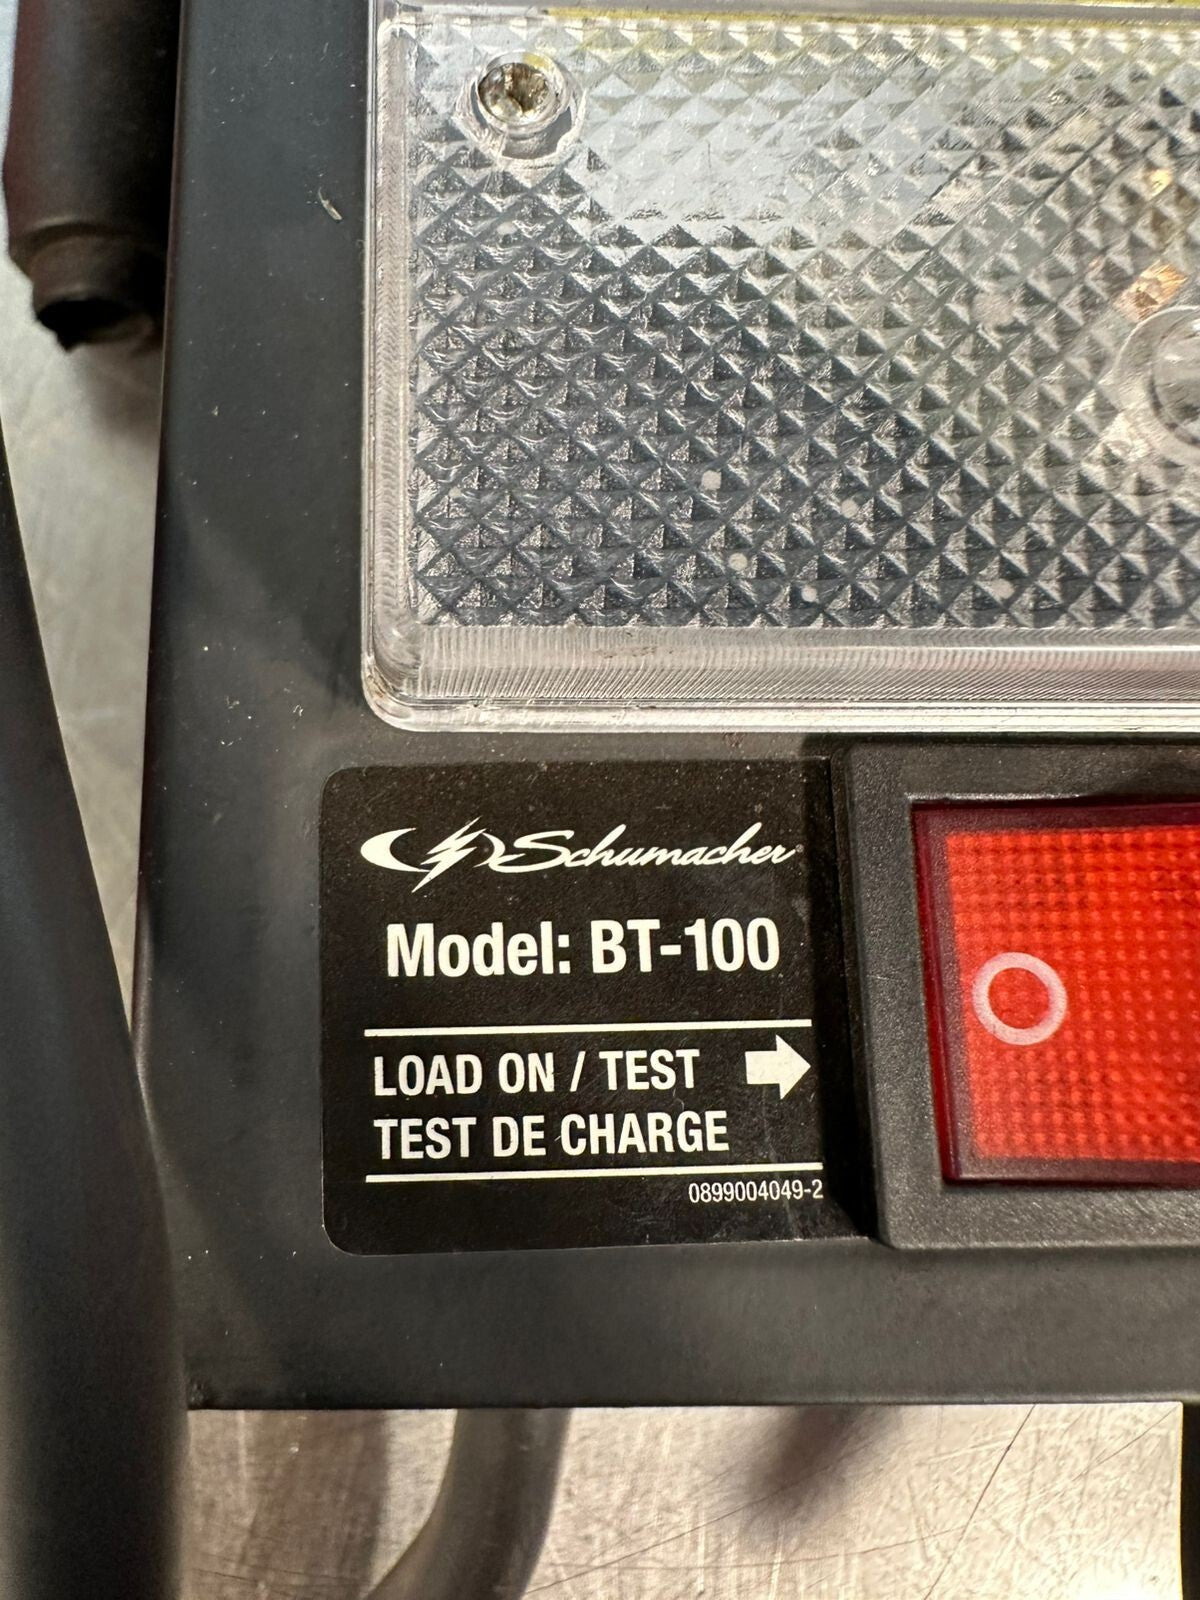 Schumacher
Model: BT-100
LOAD ON / TEST
TEST DE CHARGE
0899004049-2